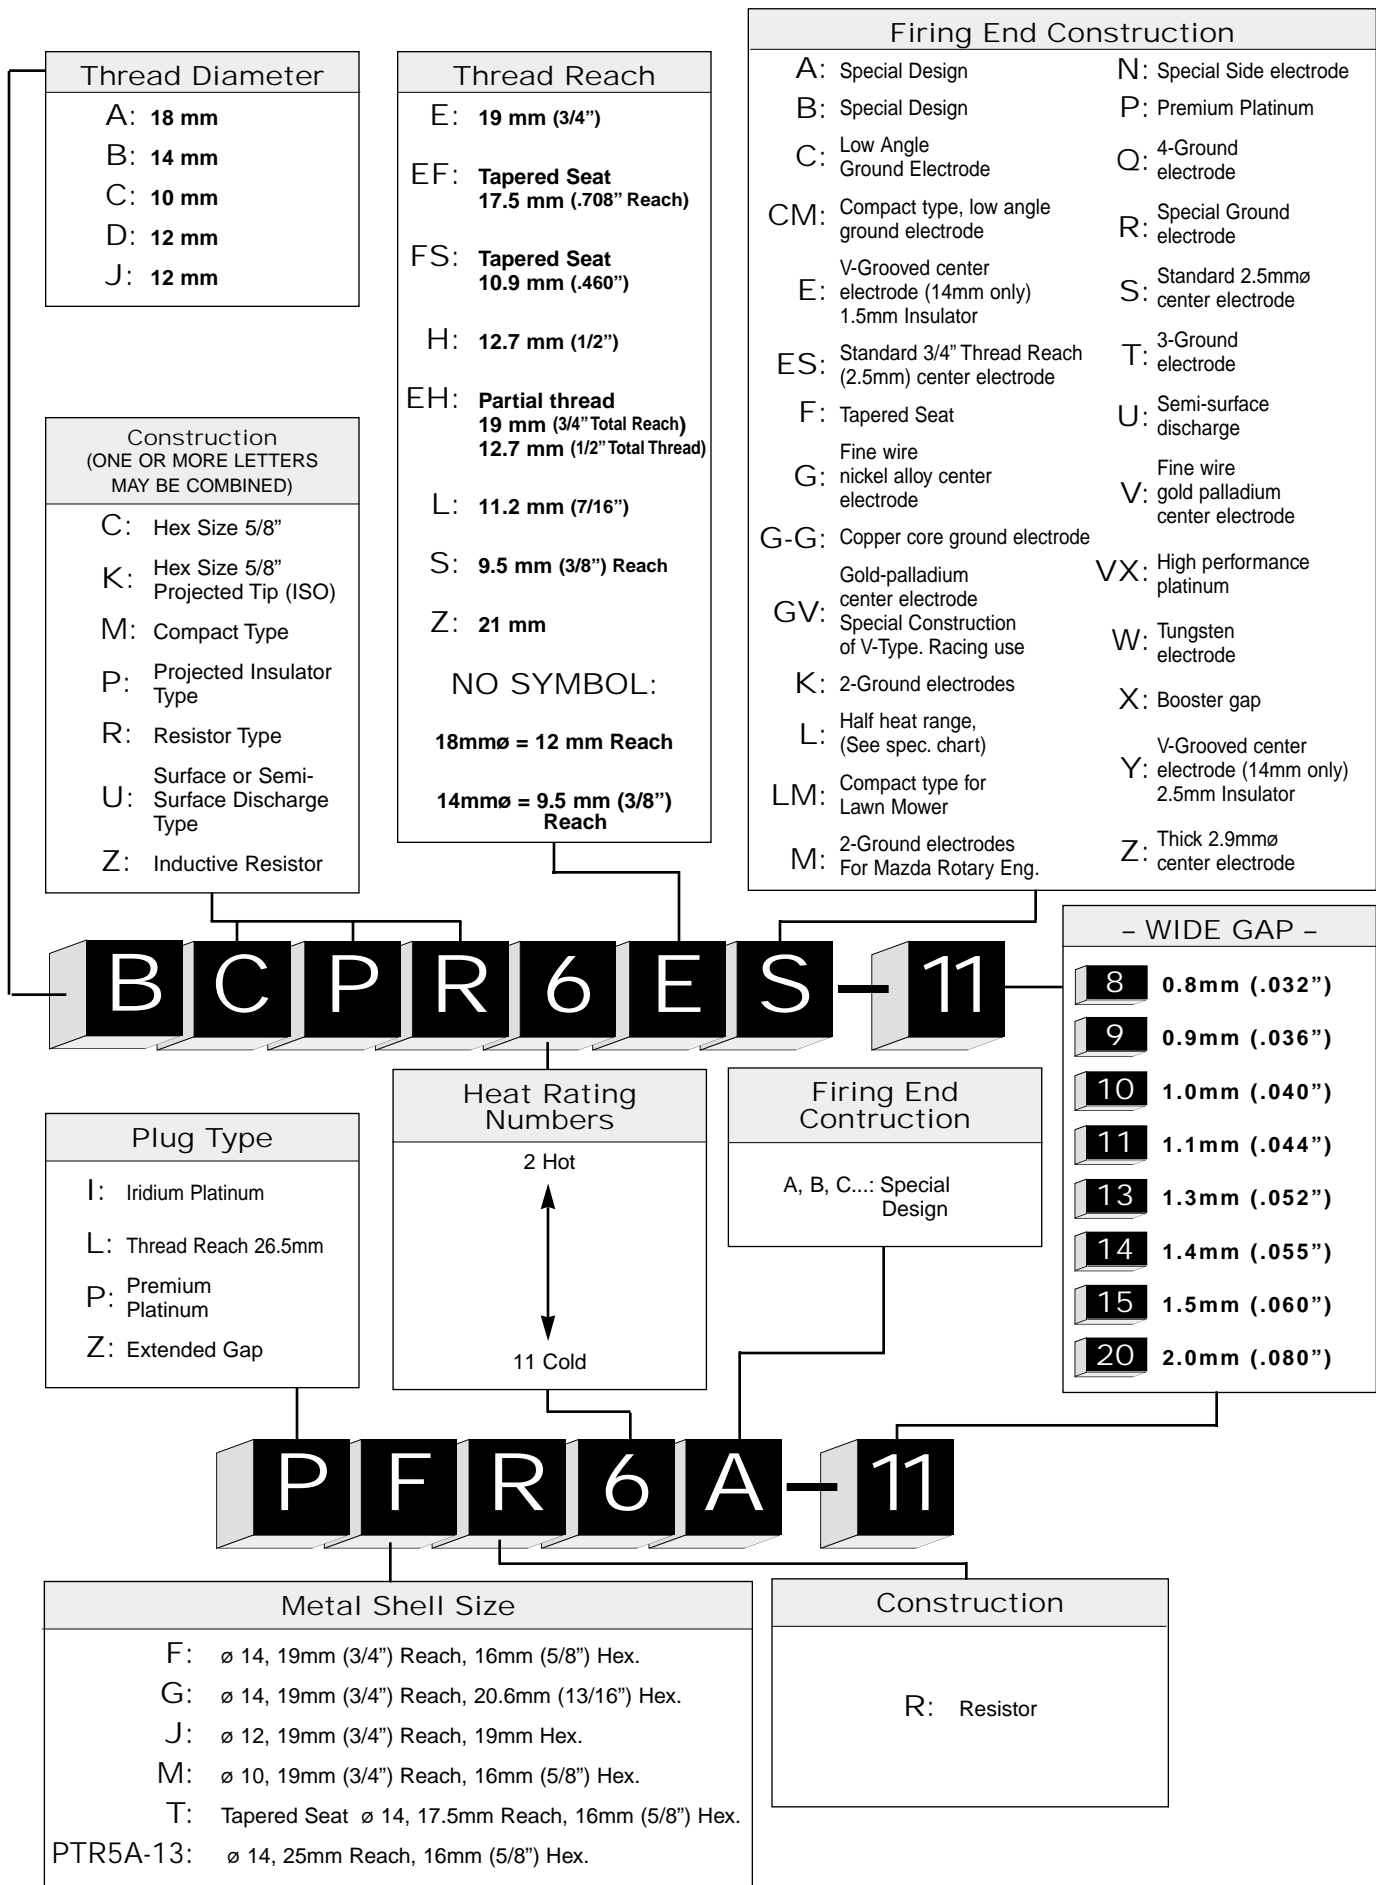 Thread Diameter
A: 18 mm
B: 14 mm
C: 10 mm
D: 12 mm
J: 12 mm
Construction
(ONE OR MORE LETTERS
MAY BE COMBINED)
C: Hex Size 5/8”
K: Hex Size 5/8”
Projected Tip (ISO)
M: Compact Type
P: Projected Insulator
Type
R: Resistor Type
U: Surface or Semi-
Surface Discharge
Type
Z: Inductive Resistor
Thread Reach
E: 19 mm (3/4”)
EF: Tapered Seat
17.5 mm (.708” Reach)
FS: Tapered Seat
10.9 mm (.460”)
H: 12.7 mm (1/2”)
EH: Partial thread
19 mm (3/4” Total Reach)
12.7 mm (1/2” Total Thread)
L: 11.2 mm (7/16”)
S: 9.5 mm (3/8”) Reach
Z: 21 mm
NO SYMBOL:
18mmø = 12 mm Reach
14mmø = 9.5 mm (3/8”)
Reach
Firing End Construction
A: Special Design
B: Special Design
C: Low Angle
Ground Electrode
CM: Compact type, low angle
ground electrode
E: V-Grooved center
electrode (14mm only)
1.5mm Insulator
ES: Standard 3/4” Thread Reach
(2.5mm) center electrode
F: Tapered Seat
G: Fine wire
nickel alloy center
electrode
G-G: Copper core ground electrode
GV: Gold-palladium
center electrode
Special Construction
of V-Type. Racing use
K: 2-Ground electrodes
L: Half heat range,
(See spec. chart)
LM: Compact type for
Lawn Mower
M: 2-Ground electrodes
For Mazda Rotary Eng.
N: Special Side electrode
P: Premium Platinum
Q: 4-Ground
electrode
R: Special Ground
electrode
S: Standard 2.5mmø
center electrode
T: 3-Ground
electrode
U: Semi-surface
discharge
V: Fine wire
gold palladium
center electrode
VX: High performance
platinum
W: Tungsten
electrode
X: Booster gap
Y: V-Grooved center
electrode (14mm only)
2.5mm Insulator
Z: Thick 2.9mmø
center electrode
B C P R 6 E S – 11
– WIDE GAP –
8 0.8mm (.032”)
9 0.9mm (.036”)
10 1.0mm (.040”)
11 1.1mm (.044”)
13 1.3mm (.052”)
14 1.4mm (.055”)
15 1.5mm (.060”)
20 2.0mm (.080”)
Plug Type
I: Iridium Platinum
L: Thread Reach 26.5mm
P: Premium
Platinum
Z: Extended Gap
Heat Rating
Numbers
2 Hot
11 Cold
Firing End
Contruction
A, B, C...: Special
Design
P F R 6 A – 11
Metal Shell Size
F: ø 14, 19mm (3/4”) Reach, 16mm (5/8”) Hex.
G: ø 14, 19mm (3/4”) Reach, 20.6mm (13/16”) Hex.
J: ø 12, 19mm (3/4”) Reach, 19mm Hex.
M: ø 10, 19mm (3/4”) Reach, 16mm (5/8”) Hex.
T: Tapered Seat ø 14, 17.5mm Reach, 16mm (5/8”) Hex.
PTR5A-13: ø 14, 25mm Reach, 16mm (5/8”) Hex.
Construction
R: Resistor